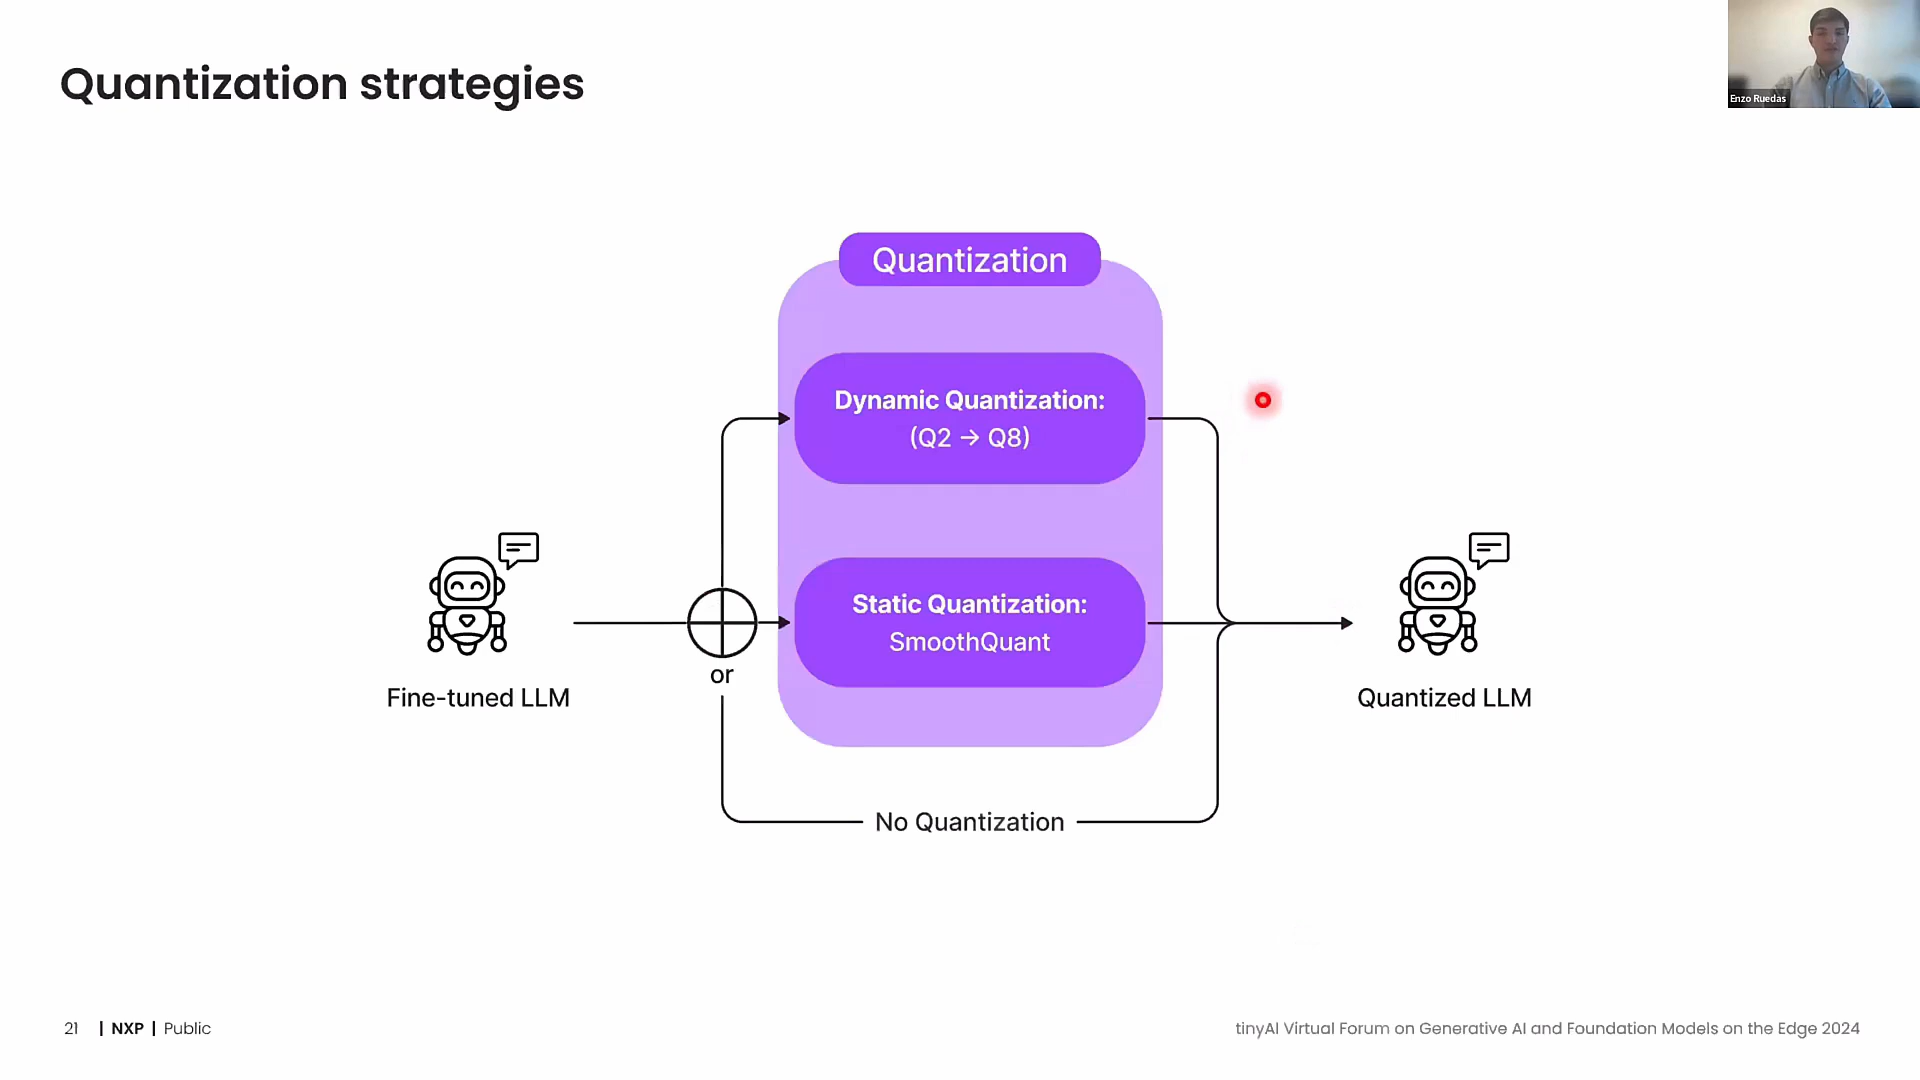 Quantization strategies
Enzo Ruedas
Quantization
Dynamic Quantization:
(Q2 → Q8)
Static Quantization:
SmoothQuant
or
Fine-tuned LLM
Quantized LLM
No Quantization
21 | NXP | Public
tinyAI Virtual Forum on Generative AI and Foundation Models on the Edge 2024